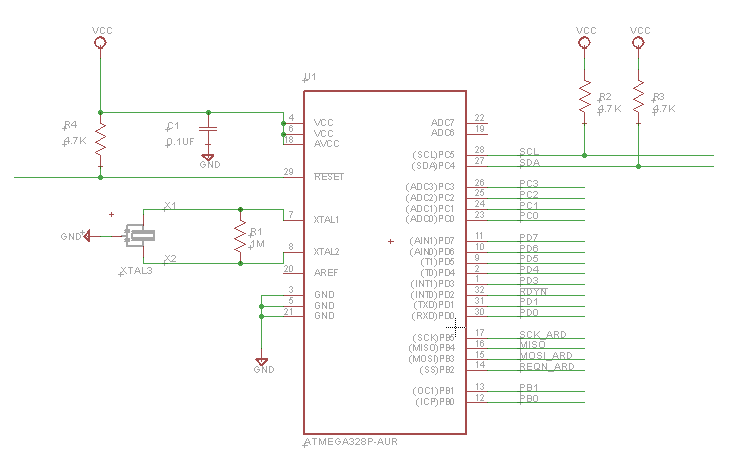 VCC
VCC
VCC
U1
R4
4.7K
C1
0.1UF
GND
R2
4.7K
R3
4.7K
4 VCC
6 VCC
18 AVCC
29 RESET
7 XTAL1
8 XTAL2
20 AREF
3 GND
5 GND
21 GND
ADC7 22
ADC6 19
(SCL)PC5 28 SCL
(SDA)PC4 27 SDA
(ADC3)PC3 26 PC3
(ADC2)PC2 25 PC2
(ADC1)PC1 24 PC1
(ADC0)PC0 23 PC0
(AIN1)PD7 11 PD7
(AIN0)PD6 10 PD6
(T1)PD5 9 PD5
(T0)PD4 2 PD4
(INT1)PD3 1 PD3
(INT0)PD2 32 RDYN
(TXD)PD1 31 PD1
(RXD)PD0 30 PD0
(SCK)PB5 17 SCK_ARD
(MISO)PB4 16 MISO
(MOSI)PB3 15 MOSI_ARD
(SS)PB2 14 REQN_ARD
(OC1)PB1 13 PB1
(ICP)PB0 12 PB0
X1
GND
R1
1M
X2
XTAL3
GND
ATMEGA328P-AUR